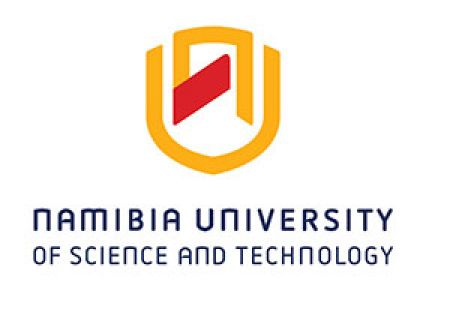 NAMIBIA UNIVERSITY
OF SCIENCE AND TECHNOLOGY